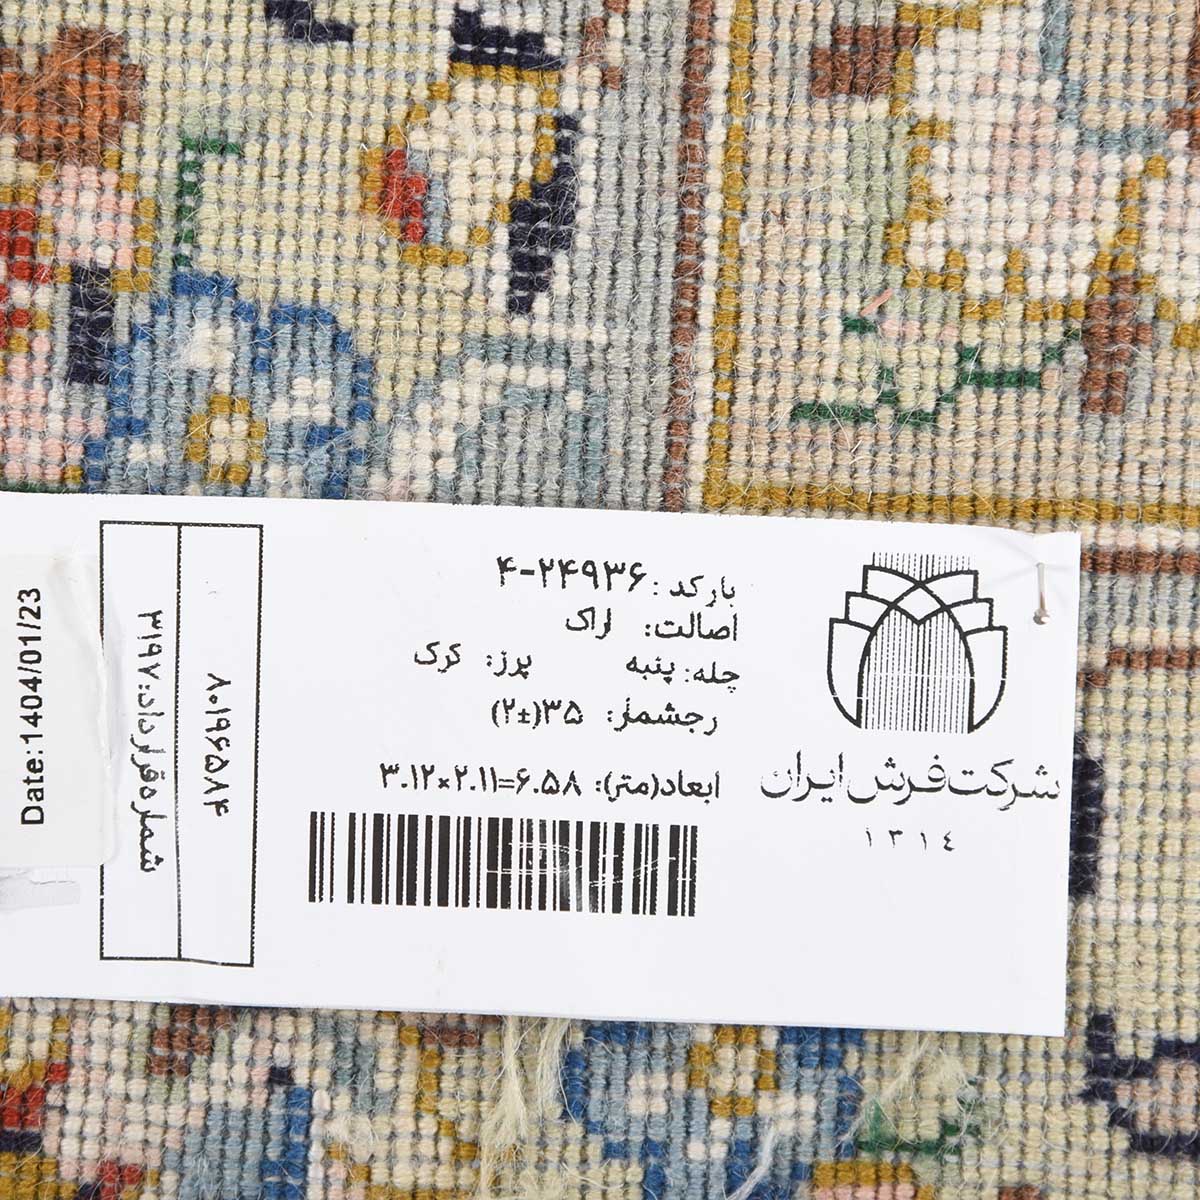 بارکد: ۲۴۹۳۶-۴
اصالت: اراک
چله: پنبه پرز: کرک
رجشمار: ۳۵(±۲)
ابعاد(متر): ۳.۱۲×۲.۱۱=۶.۵۸
شرکت فرش ایران
۱۳۱۴
۸۰۱۹۶۵۸۴
شماره قرارداد: ۳۱۹۷
Date:1404/01/23